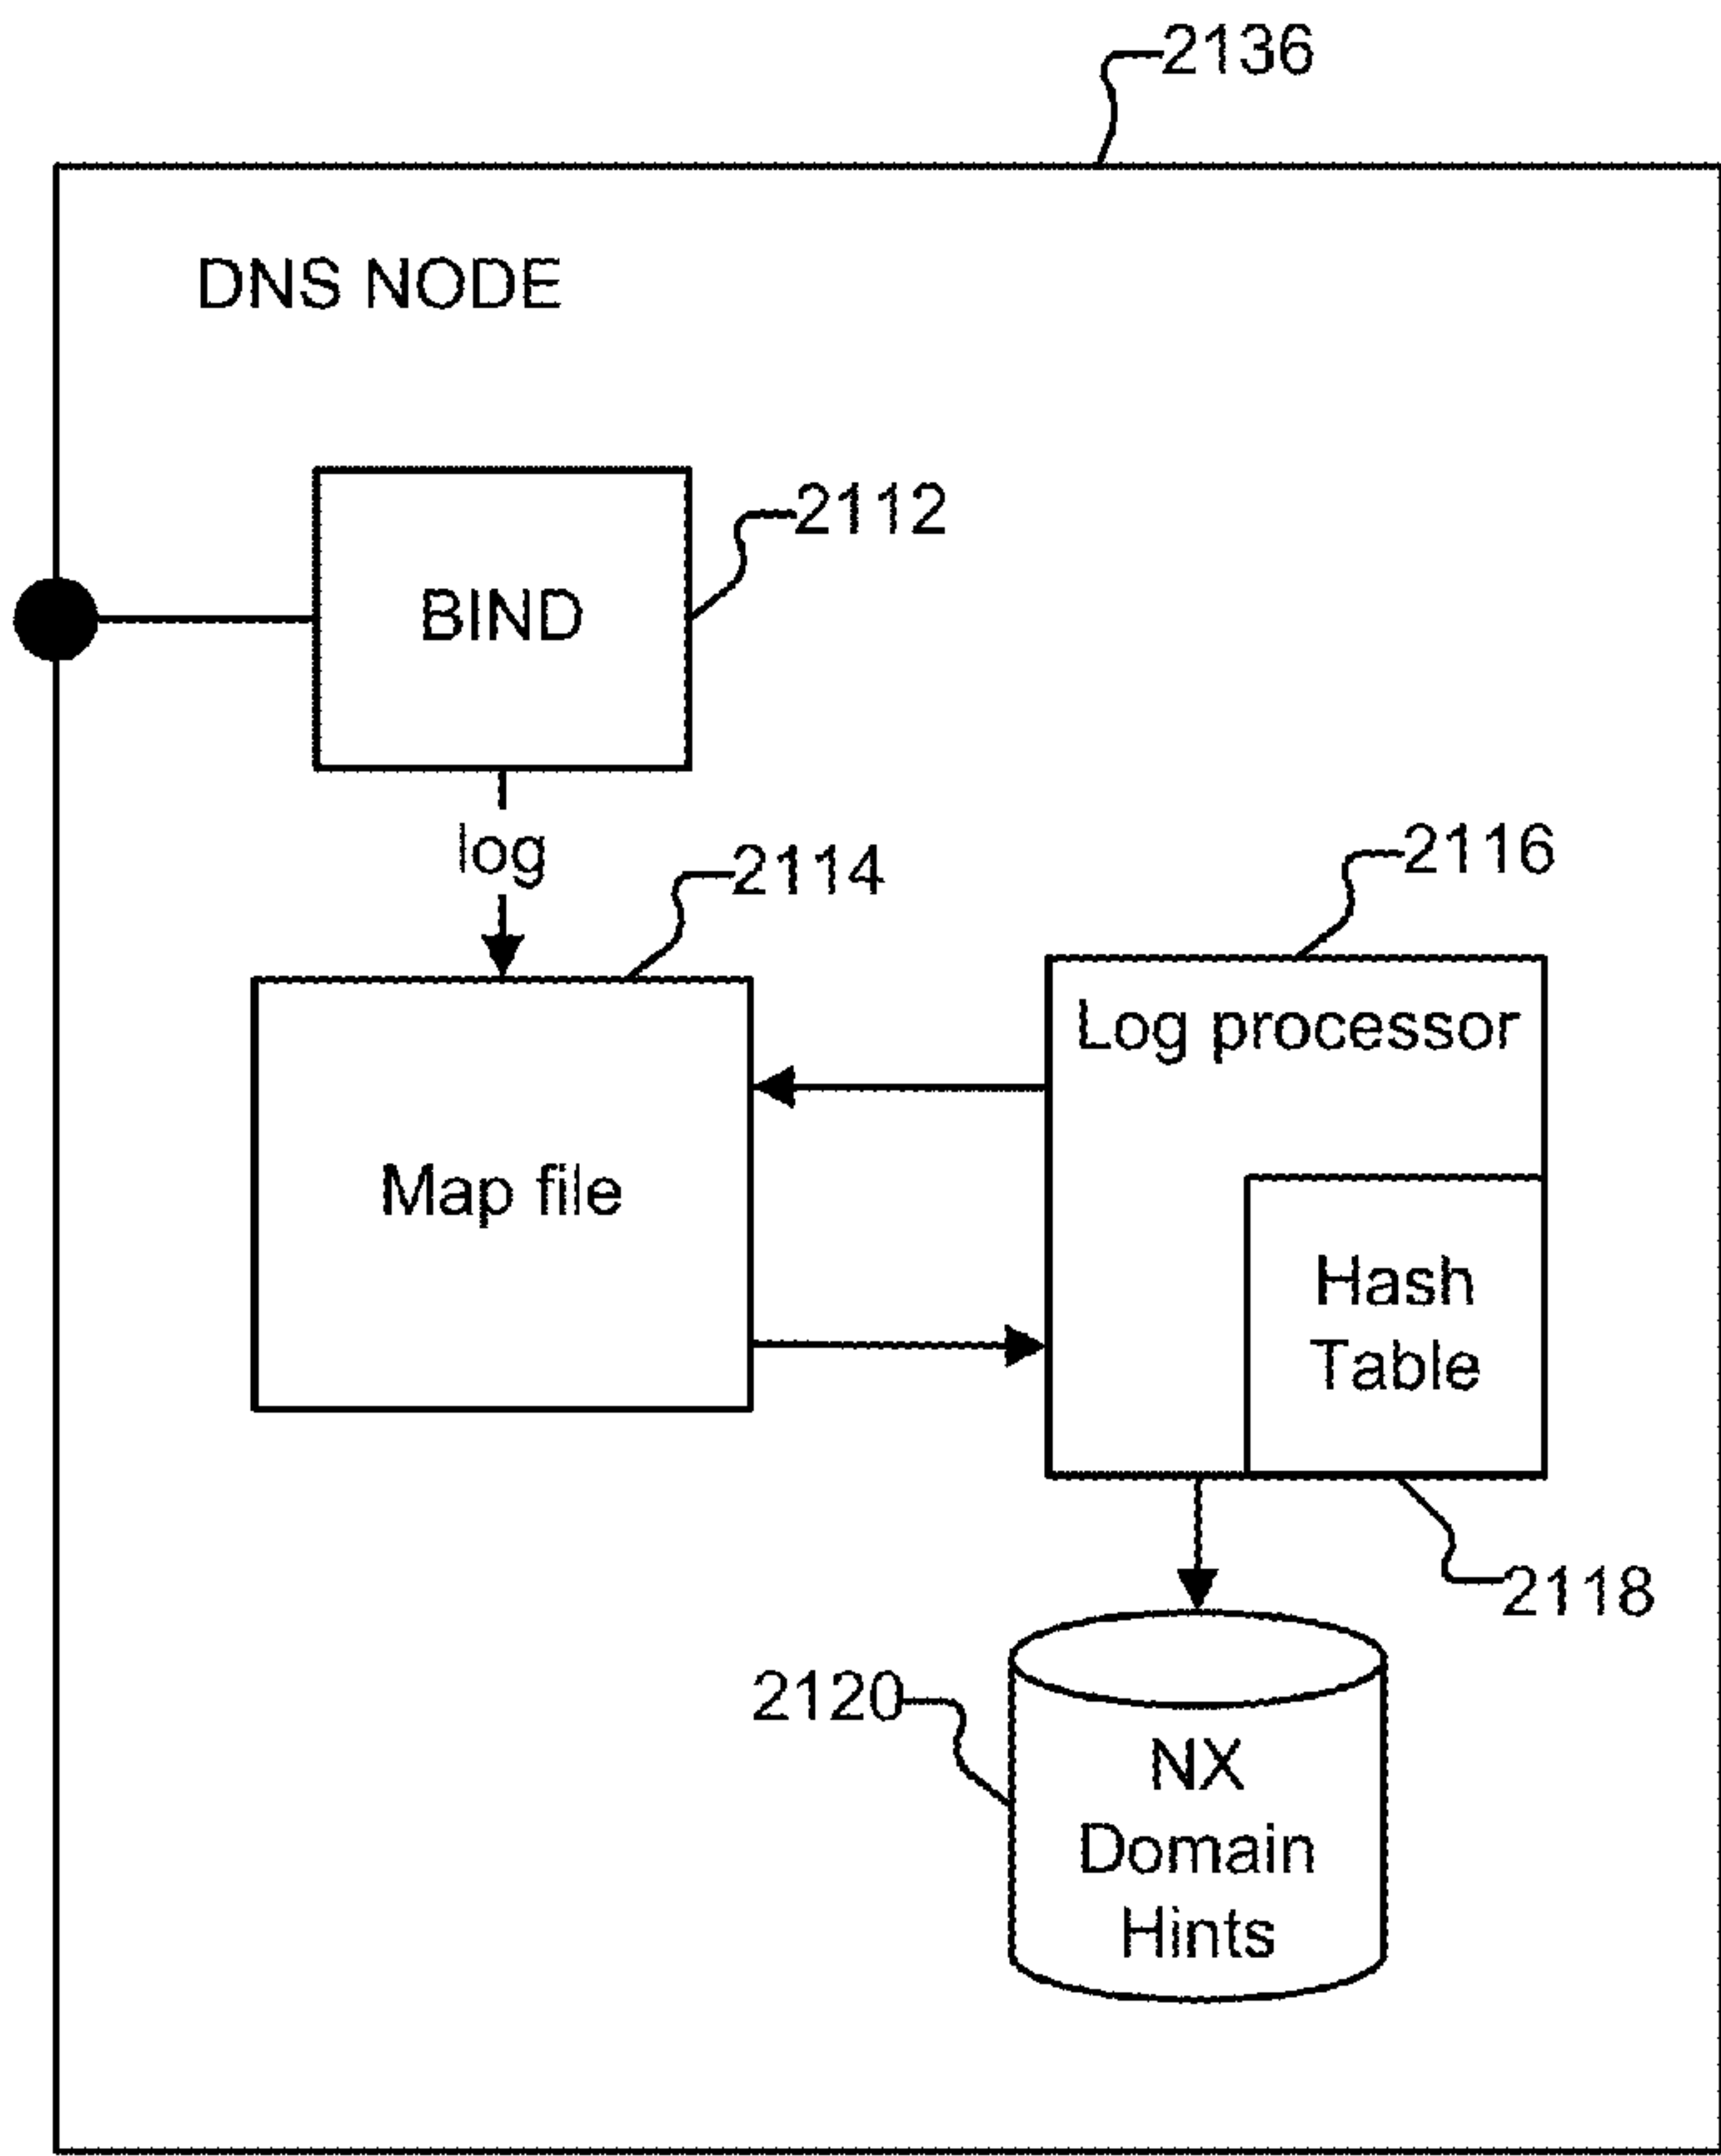 2136
DNS NODE
2112
BIND
log
2114
2116
Log processor
Map file
Hash
Table
2118
2120
NX
Domain
Hints